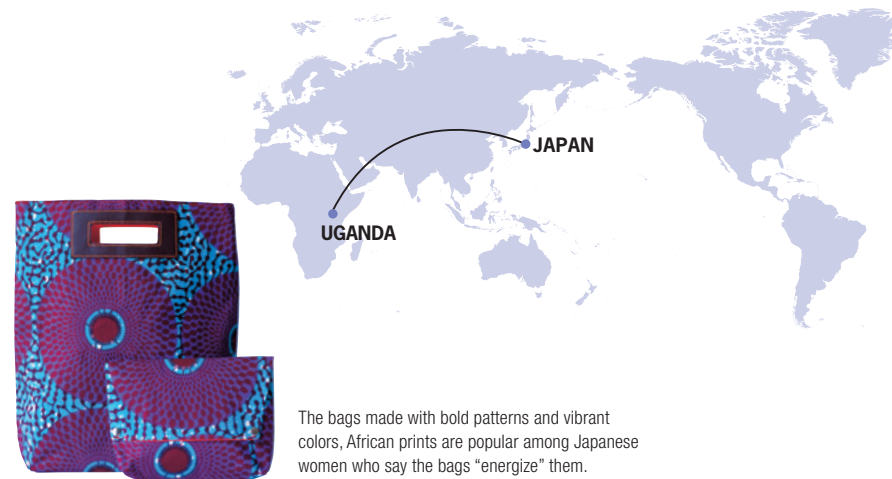 JAPAN
UGANDA
The bags made with bold patterns and vibrant
colors, African prints are popular among Japanese
women who say the bags “energize” them.